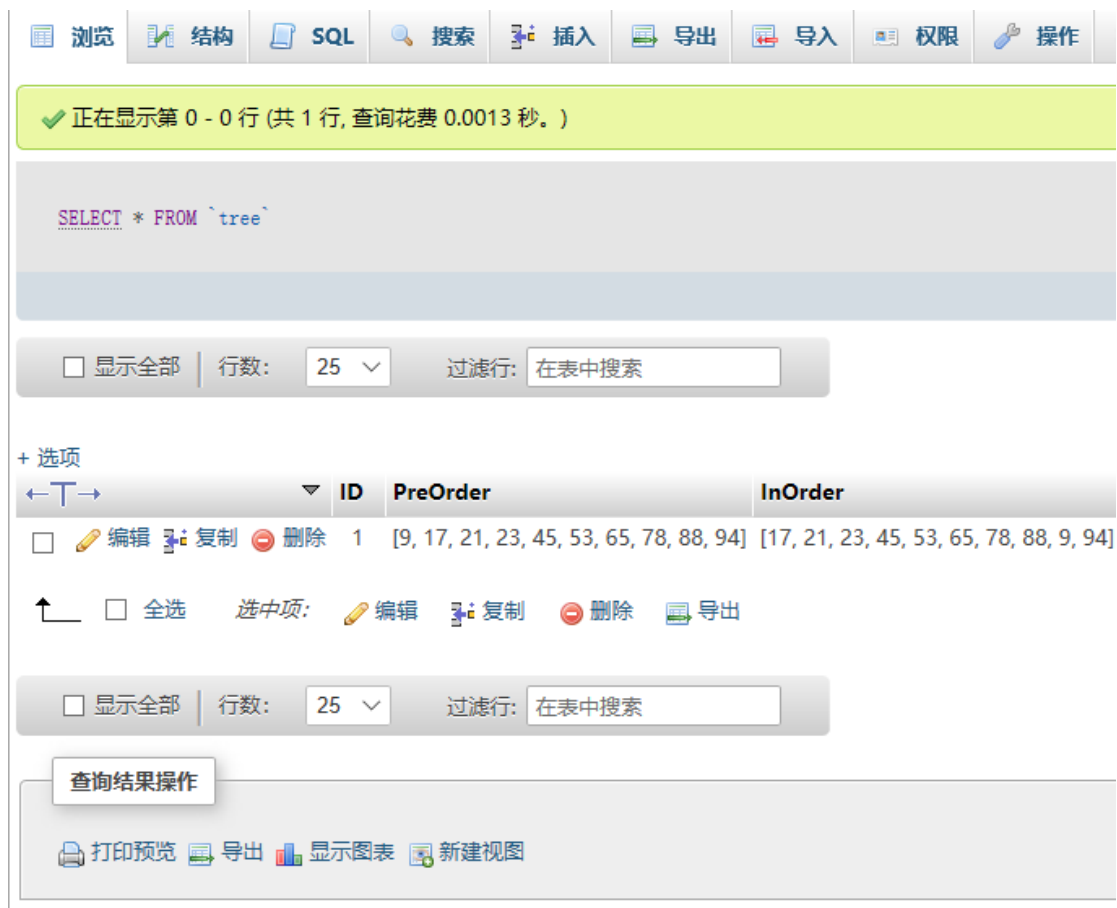 浏览 结构 SQL 搜索 插入 导出 导入 权限 操作
正在显示第 0 - 0 行 (共 1 行, 查询花费 0.0013 秒。)
SELECT * FROM `tree`
显示全部 行数: 25 过滤行: 在表中搜索
+ 选项
←T→ ID PreOrder InOrder
编辑 复制 删除 1 [9, 17, 21, 23, 45, 53, 65, 78, 88, 94] [17, 21, 23, 45, 53, 65, 78, 88, 9, 94]
全选 选中项: 编辑 复制 删除 导出
显示全部 行数: 25 过滤行: 在表中搜索
查询结果操作
打印预览 导出 显示图表 新建视图